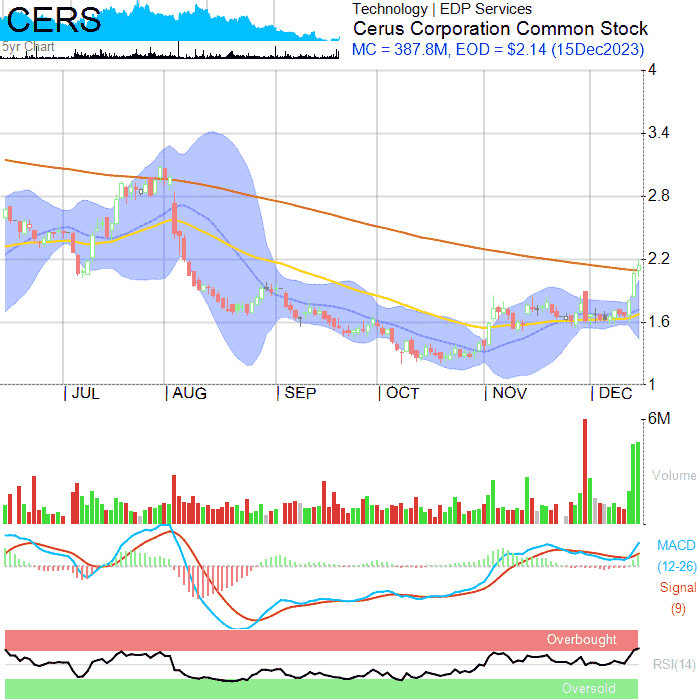 CERS
5yr Chart
Technology | EDP Services
Cerus Corporation Common Stock
MC = 387.8M, EOD = $2.14 (15Dec2023)
4
3.4
2.8
2.2
1.6
1
JUL AUG SEP OCT NOV DEC
6M
Volume
MACD
(12-26)
Signal
(9)
Overbought
RSI(14)
Oversold